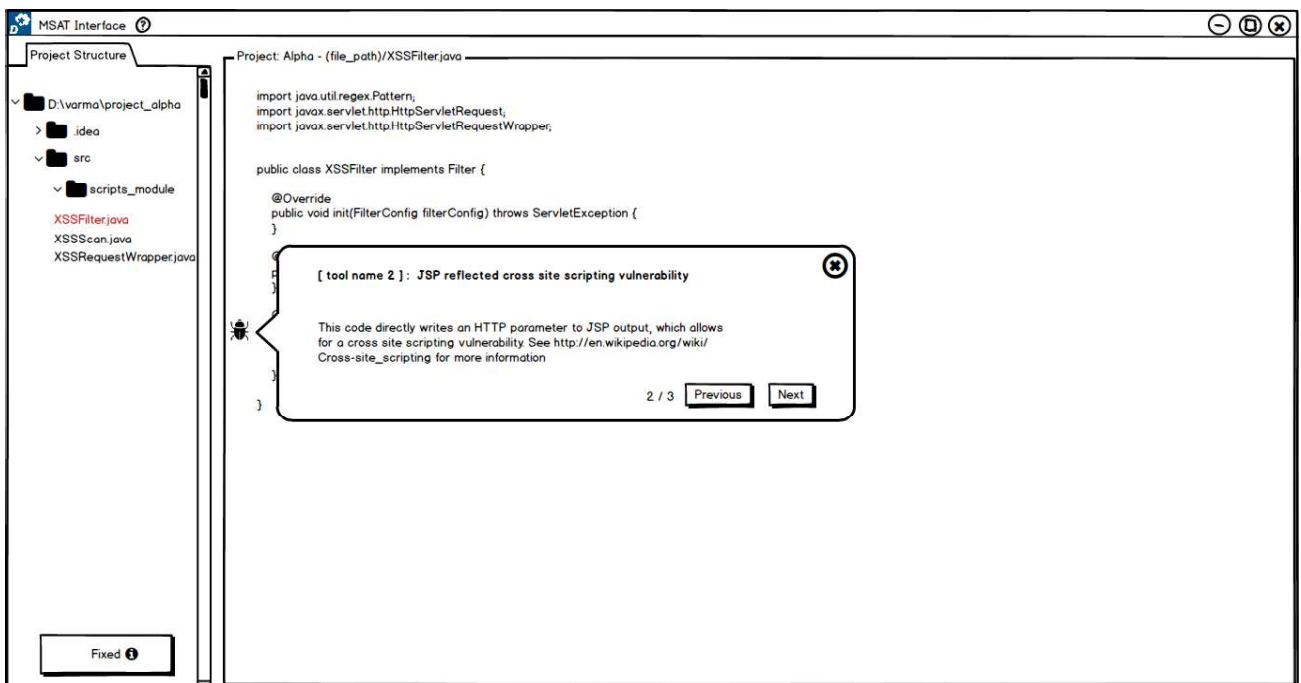 MSAT Interface
Project Structure
D:\varma\project_alpha
.idea
src
scripts_module
XSSFilter.java
XSSScan.java
XSSRequestWrapper.java
Fixed
Project: Alpha - (file_path)/XSSFilter.java
import java.util.regex.Pattern;
import javax.servlet.http.HttpServletRequest;
import javax.servlet.http.HttpServletRequestWrapper;
public class XSSFilter implements Filter {
@Override
public void init(FilterConfig filterConfig) throws ServletException {
}
}
}
[ tool name 2 ]: JSP reflected cross site scripting vulnerability
This code directly writes an HTTP parameter to JSP output, which allows
for a cross site scripting vulnerability. See http://en.wikipedia.org/wiki/
Cross-site_scripting for more information
2 / 3 Previous Next